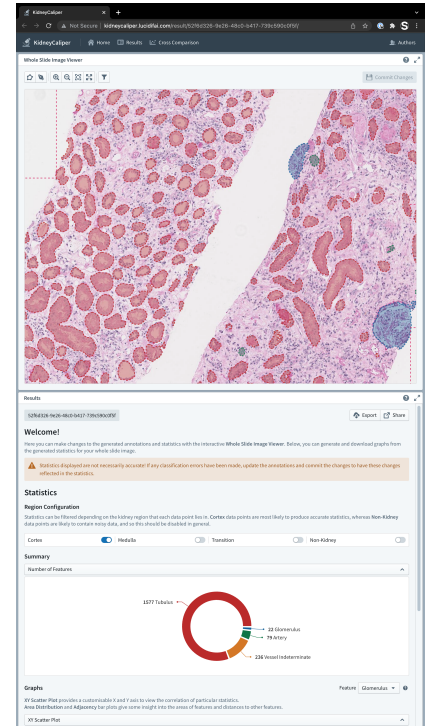 KidneyCaliper
Not Secure | kidneycaliper.lucidifai.com/result/52f6d326-9e26-48c0-b417-739c590c0f5f/
KidneyCaliper Home Results Cross Comparison Authors
Whole Slide Image Viewer
Commit Changes
Results
52f6d326-9e26-48c0-b417-739c590c0f5f Export Share
Welcome!
Here you can make changes to the generated annotations and statistics with the interactive Whole Slide Image Viewer. Below, you can generate and download graphs
from the generated statistics for your whole slide image.
Statistics displayed are not necessarily accurate! If any classification errors have been made, update the annotations and commit the changes to have these changes
reflected in the statistics.
Statistics
Region Configuration
Statistics can be filtered depending on the kidney region that each data point lies in. Cortex data points are most likely to produce accurate statistics, whereas Non-Kidney
data points are likely to contain noisy data, and so this should be disabled in general.
Cortex Medulla Transition Non-Kidney
Summary
Number of Features
1577 Tubulus
22 Glomerulus
79 Artery
236 Vessel Indeterminate
Graphs Feature Glomerulus
XY Scatter Plot provides a customisable X and Y axis to view the correlation of particular statistics.
Area Distribution and Adjacency bar plots give some insight into the areas of features and distances to other features.
XY Scatter Plot